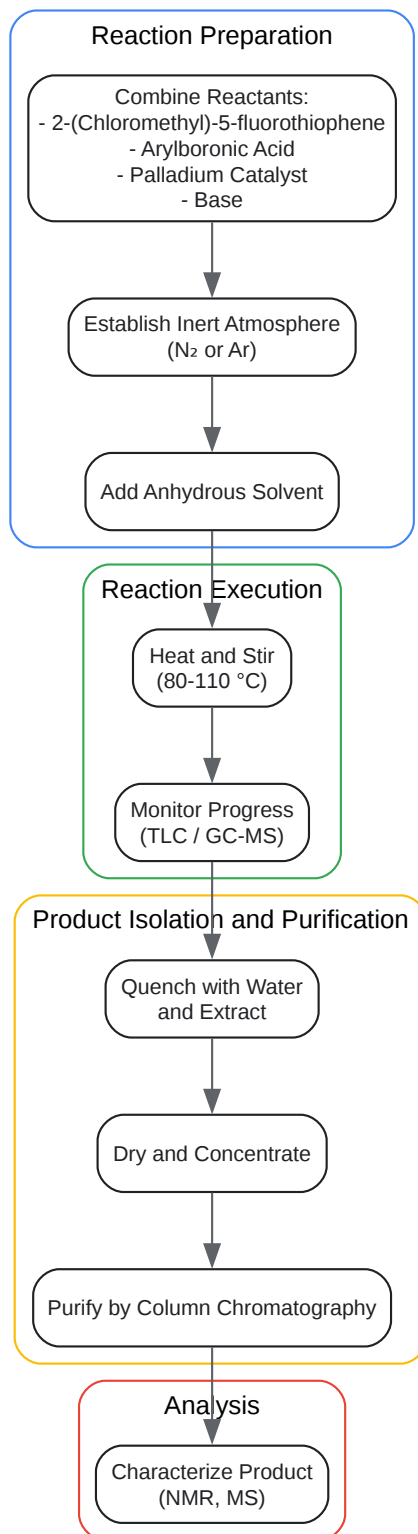 Reaction Preparation
Combine Reactants:
- 2-(Chloromethyl)-5-fluorothiophene
- Arylboronic Acid
- Palladium Catalyst
- Base
Establish Inert Atmosphere
(N₂ or Ar)
Add Anhydrous Solvent
Reaction Execution
Heat and Stir
(80-110 °C)
Monitor Progress
(TLC / GC-MS)
Product Isolation and Purification
Quench with Water
and Extract
Dry and Concentrate
Purify by Column Chromatography
Analysis
Characterize Product
(NMR, MS)